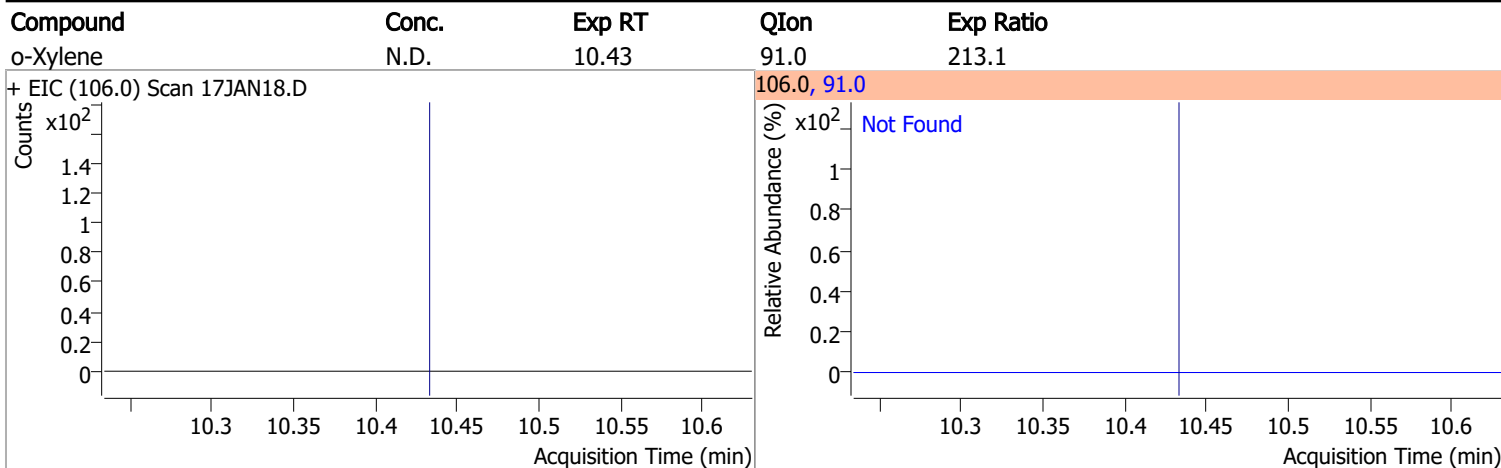 Compound Conc. Exp RT QIon Exp Ratio
o-Xylene N.D. 10.43 91.0 213.1
+ EIC (106.0) Scan 17JAN18.D
Counts
x10²
1.4
1.2
1
0.8
0.6
0.4
0.2
0
10.3 10.35 10.4 10.45 10.5 10.55 10.6
Acquisition Time (min)
106.0, 91.0
Relative Abundance (%)
x10²
Not Found
1
0.8
0.6
0.4
0.2
0
10.3 10.35 10.4 10.45 10.5 10.55 10.6
Acquisition Time (min)